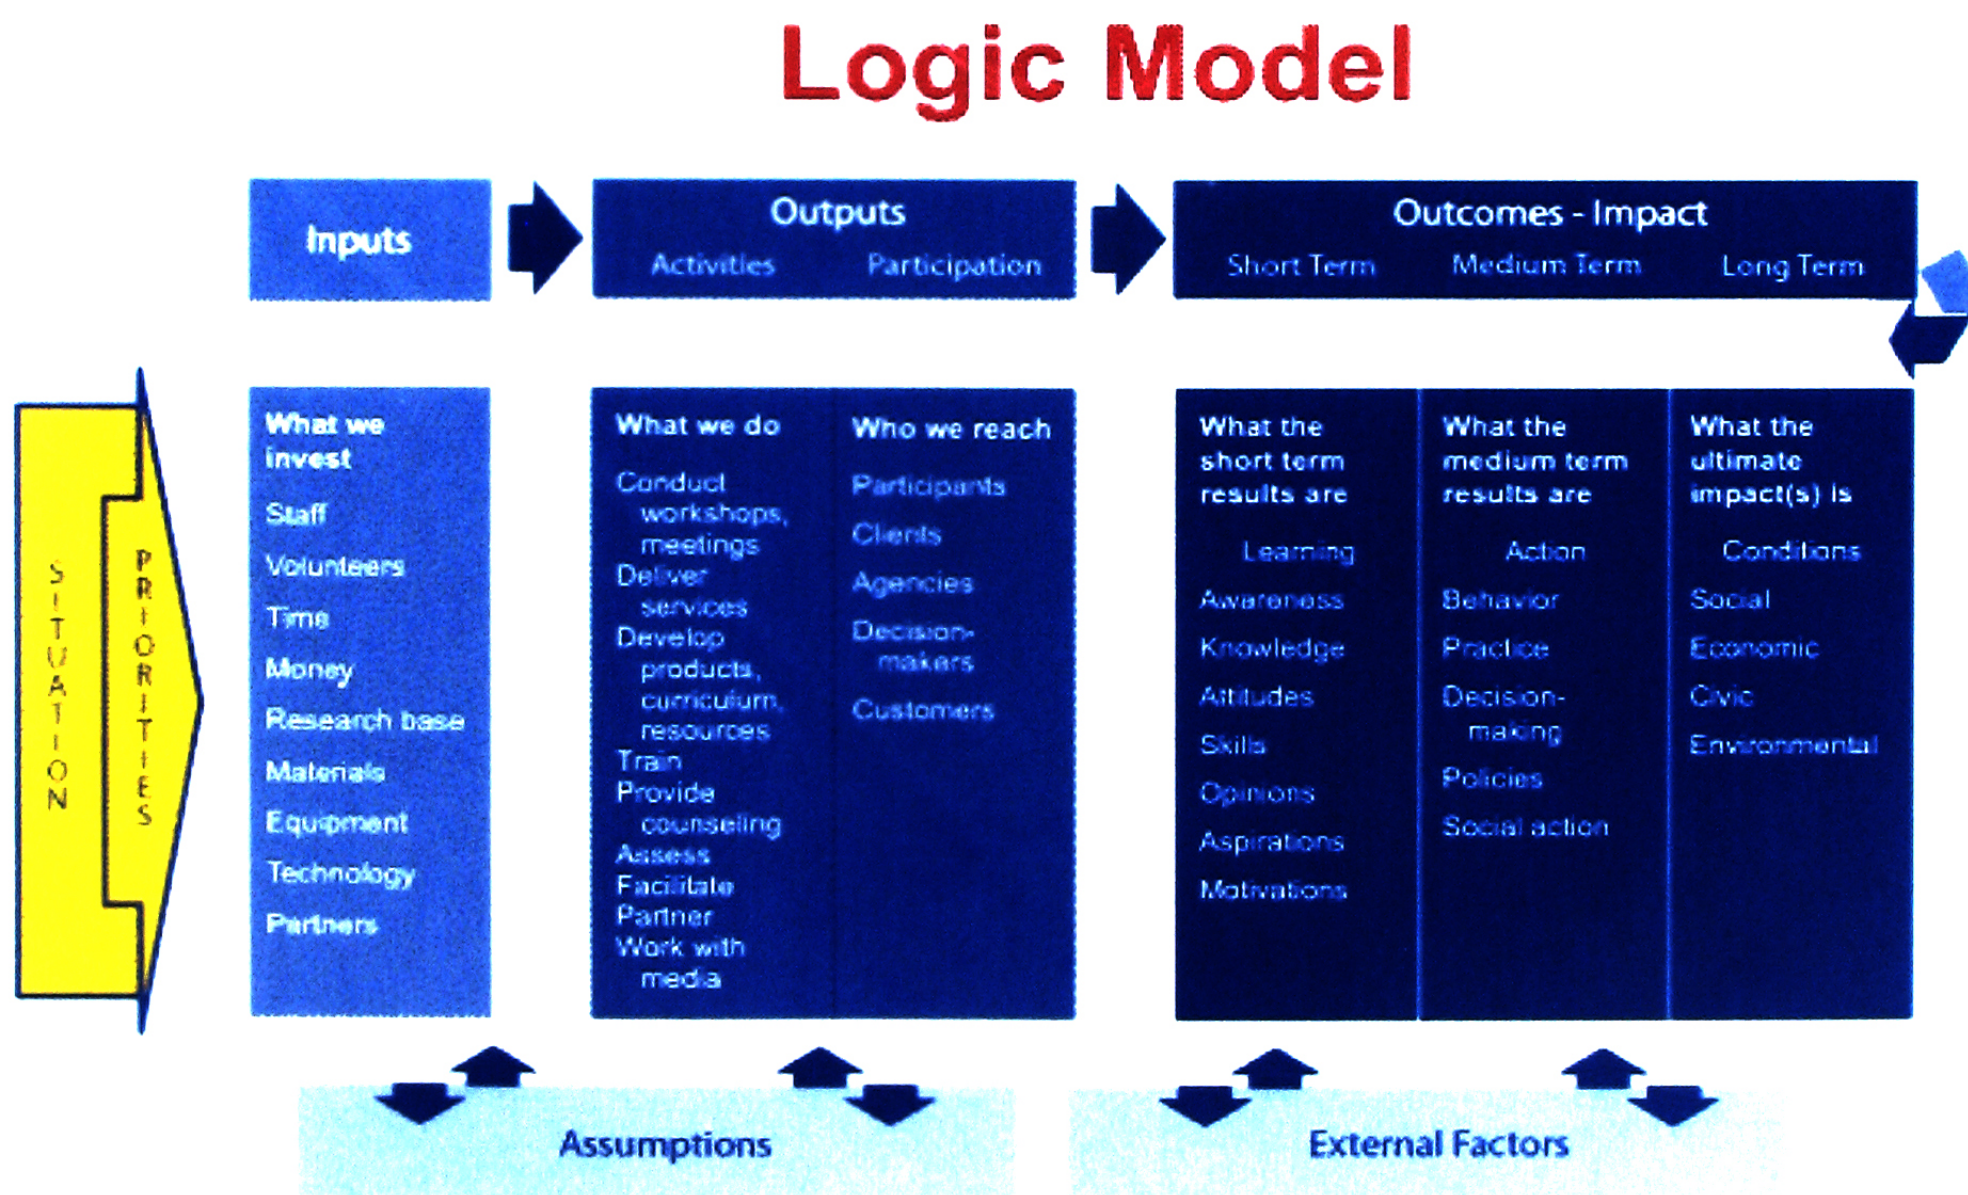 Logic Model
Inputs
Outputs
Activities
Participation
Outcomes - Impact
Short Term
Medium Term
Long Term
SITUATION
PRIORITIES
What we
invest
Staff
Volunteers
Time
Money
Research base
Materials
Equipment
Technology
Partners
What we do
Conduct
workshops,
meetings
Deliver
services
Develop
products,
curriculum,
resources
Train
Provide
counseling
Assess
Facilitate
Partner
Work with
media
Who we reach
Participants
Clients
Agencies
Decision-
makers
Customers
What the
short term
results are
Learning
Awareness
Knowledge
Attitudes
Skills
Opinions
Aspirations
Motivations
What the
medium term
results are
Action
Behavior
Practice
Decision-
making
Policies
Social action
What the
ultimate
impact(s) is
Conditions
Social
Economic
Civic
Environmental
Assumptions
External Factors